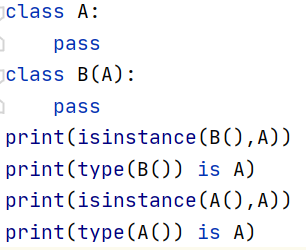 class A:
    pass
class B(A):
    pass
print(isinstance(B(),A))
print(type(B()) is A)
print(isinstance(A(),A))
print(type(A()) is A)